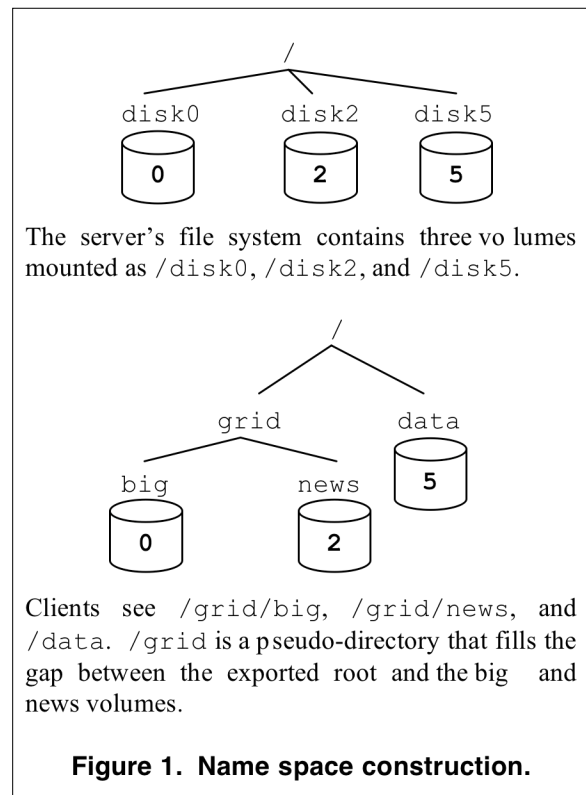 /
disk0 disk2 disk5
0 2 5
The server's file system contains three vo lumes
mounted as /disk0, /disk2, and /disk5.
/
grid data
5
big news
0 2
Clients see /grid/big, /grid/news, and
/data. /grid is a pseudo-directory that fills the
gap between the exported root and the big and
news volumes.
Figure 1. Name space construction.